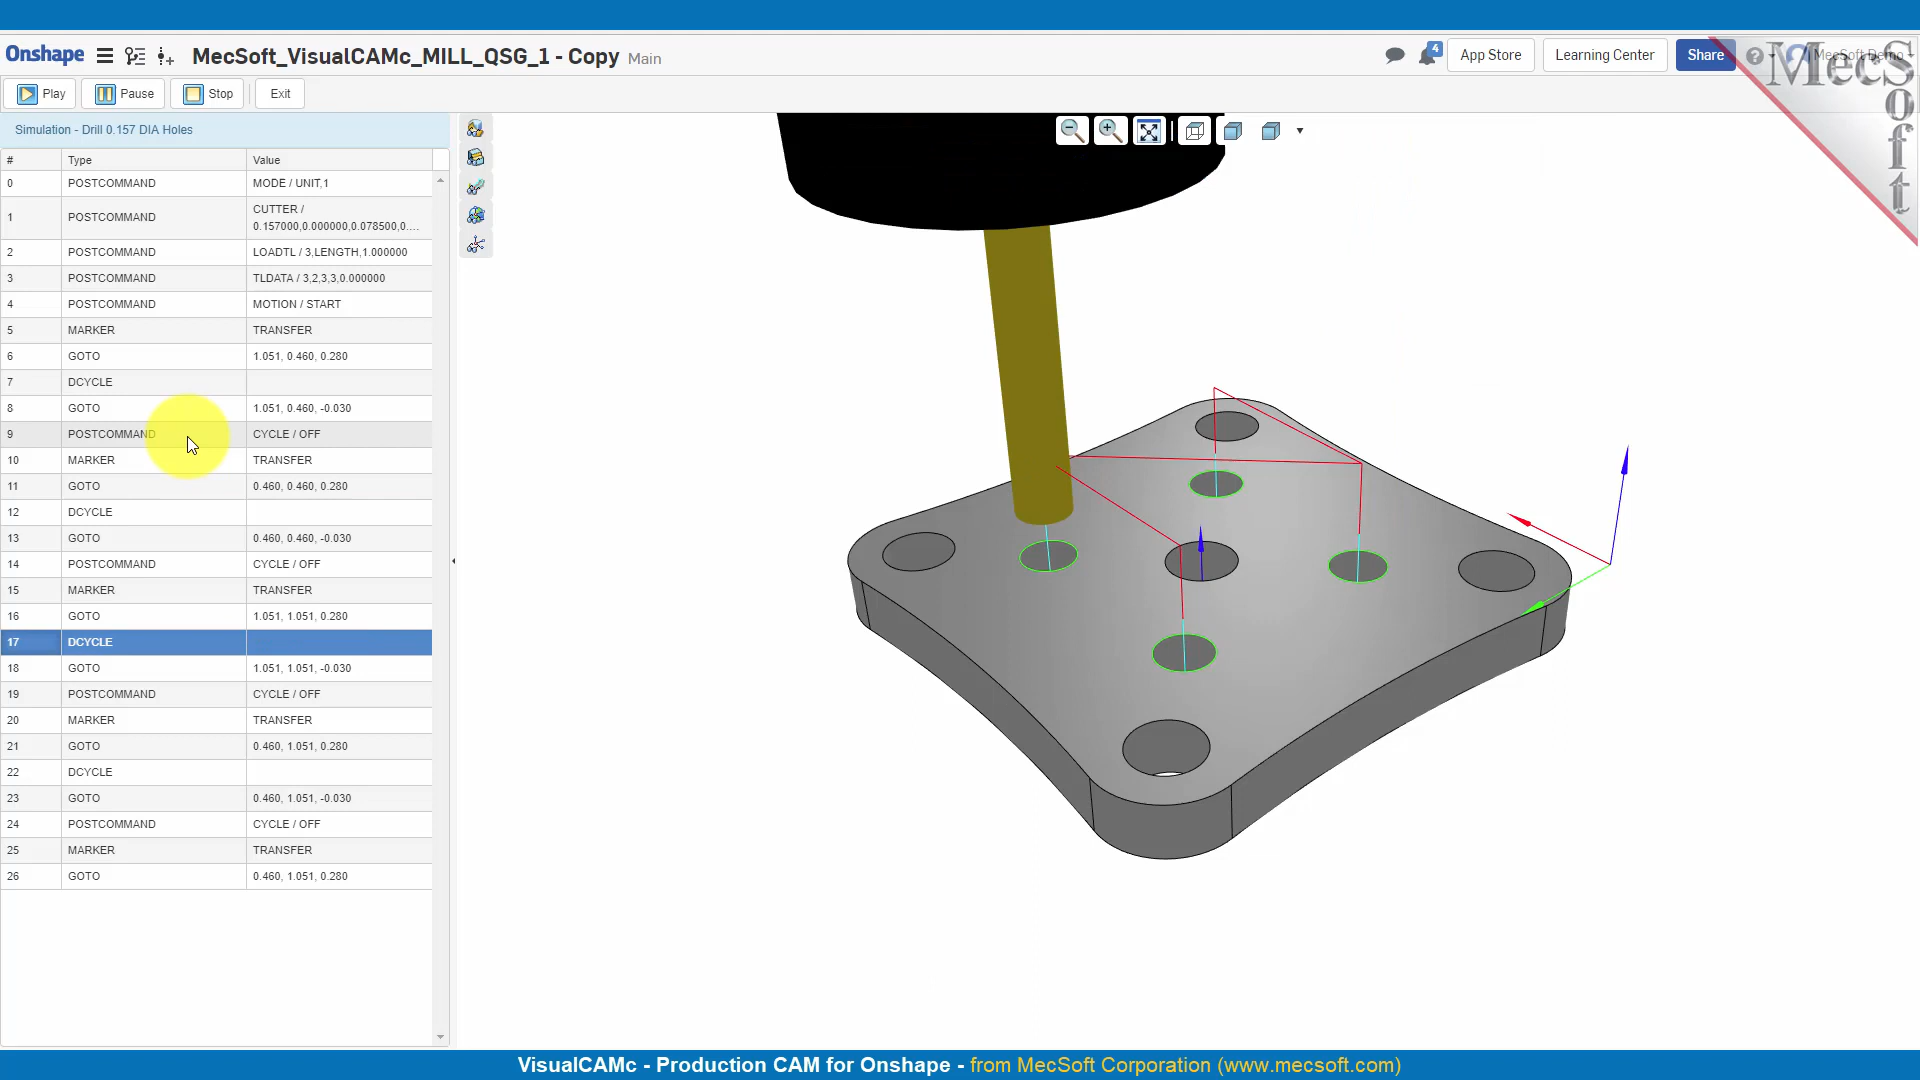 Onshape MecSoft_VisualCAMc_MILL_QSG_1 - Copy Main 4 App Store Learning Center Share ? MecSoft Demo
MecSoft
Play Pause Stop Exit
Simulation - Drill 0.157 DIA Holes
# Type Value
0 POSTCOMMAND MODE / UNIT,1
1 POSTCOMMAND CUTTER /
0.157000,0.000000,0.078500,0....
2 POSTCOMMAND LOADTL / 3,LENGTH,1.000000
3 POSTCOMMAND TLDATA / 3,2,3,3,0.000000
4 POSTCOMMAND MOTION / START
5 MARKER TRANSFER
6 GOTO 1.051, 0.460, 0.280
7 DCYCLE
8 GOTO 1.051, 0.460, -0.030
9 POSTCOMMAND CYCLE / OFF
10 MARKER TRANSFER
11 GOTO 0.460, 0.460, 0.280
12 DCYCLE
13 GOTO 0.460, 0.460, -0.030
14 POSTCOMMAND CYCLE / OFF
15 MARKER TRANSFER
16 GOTO 1.051, 1.051, 0.280
17 DCYCLE
18 GOTO 1.051, 1.051, -0.030
19 POSTCOMMAND CYCLE / OFF
20 MARKER TRANSFER
21 GOTO 0.460, 1.051, 0.280
22 DCYCLE
23 GOTO 0.460, 1.051, -0.030
24 POSTCOMMAND CYCLE / OFF
25 MARKER TRANSFER
26 GOTO 0.460, 1.051, 0.280
VisualCAMc - Production CAM for Onshape - from MecSoft Corporation (www.mecsoft.com)